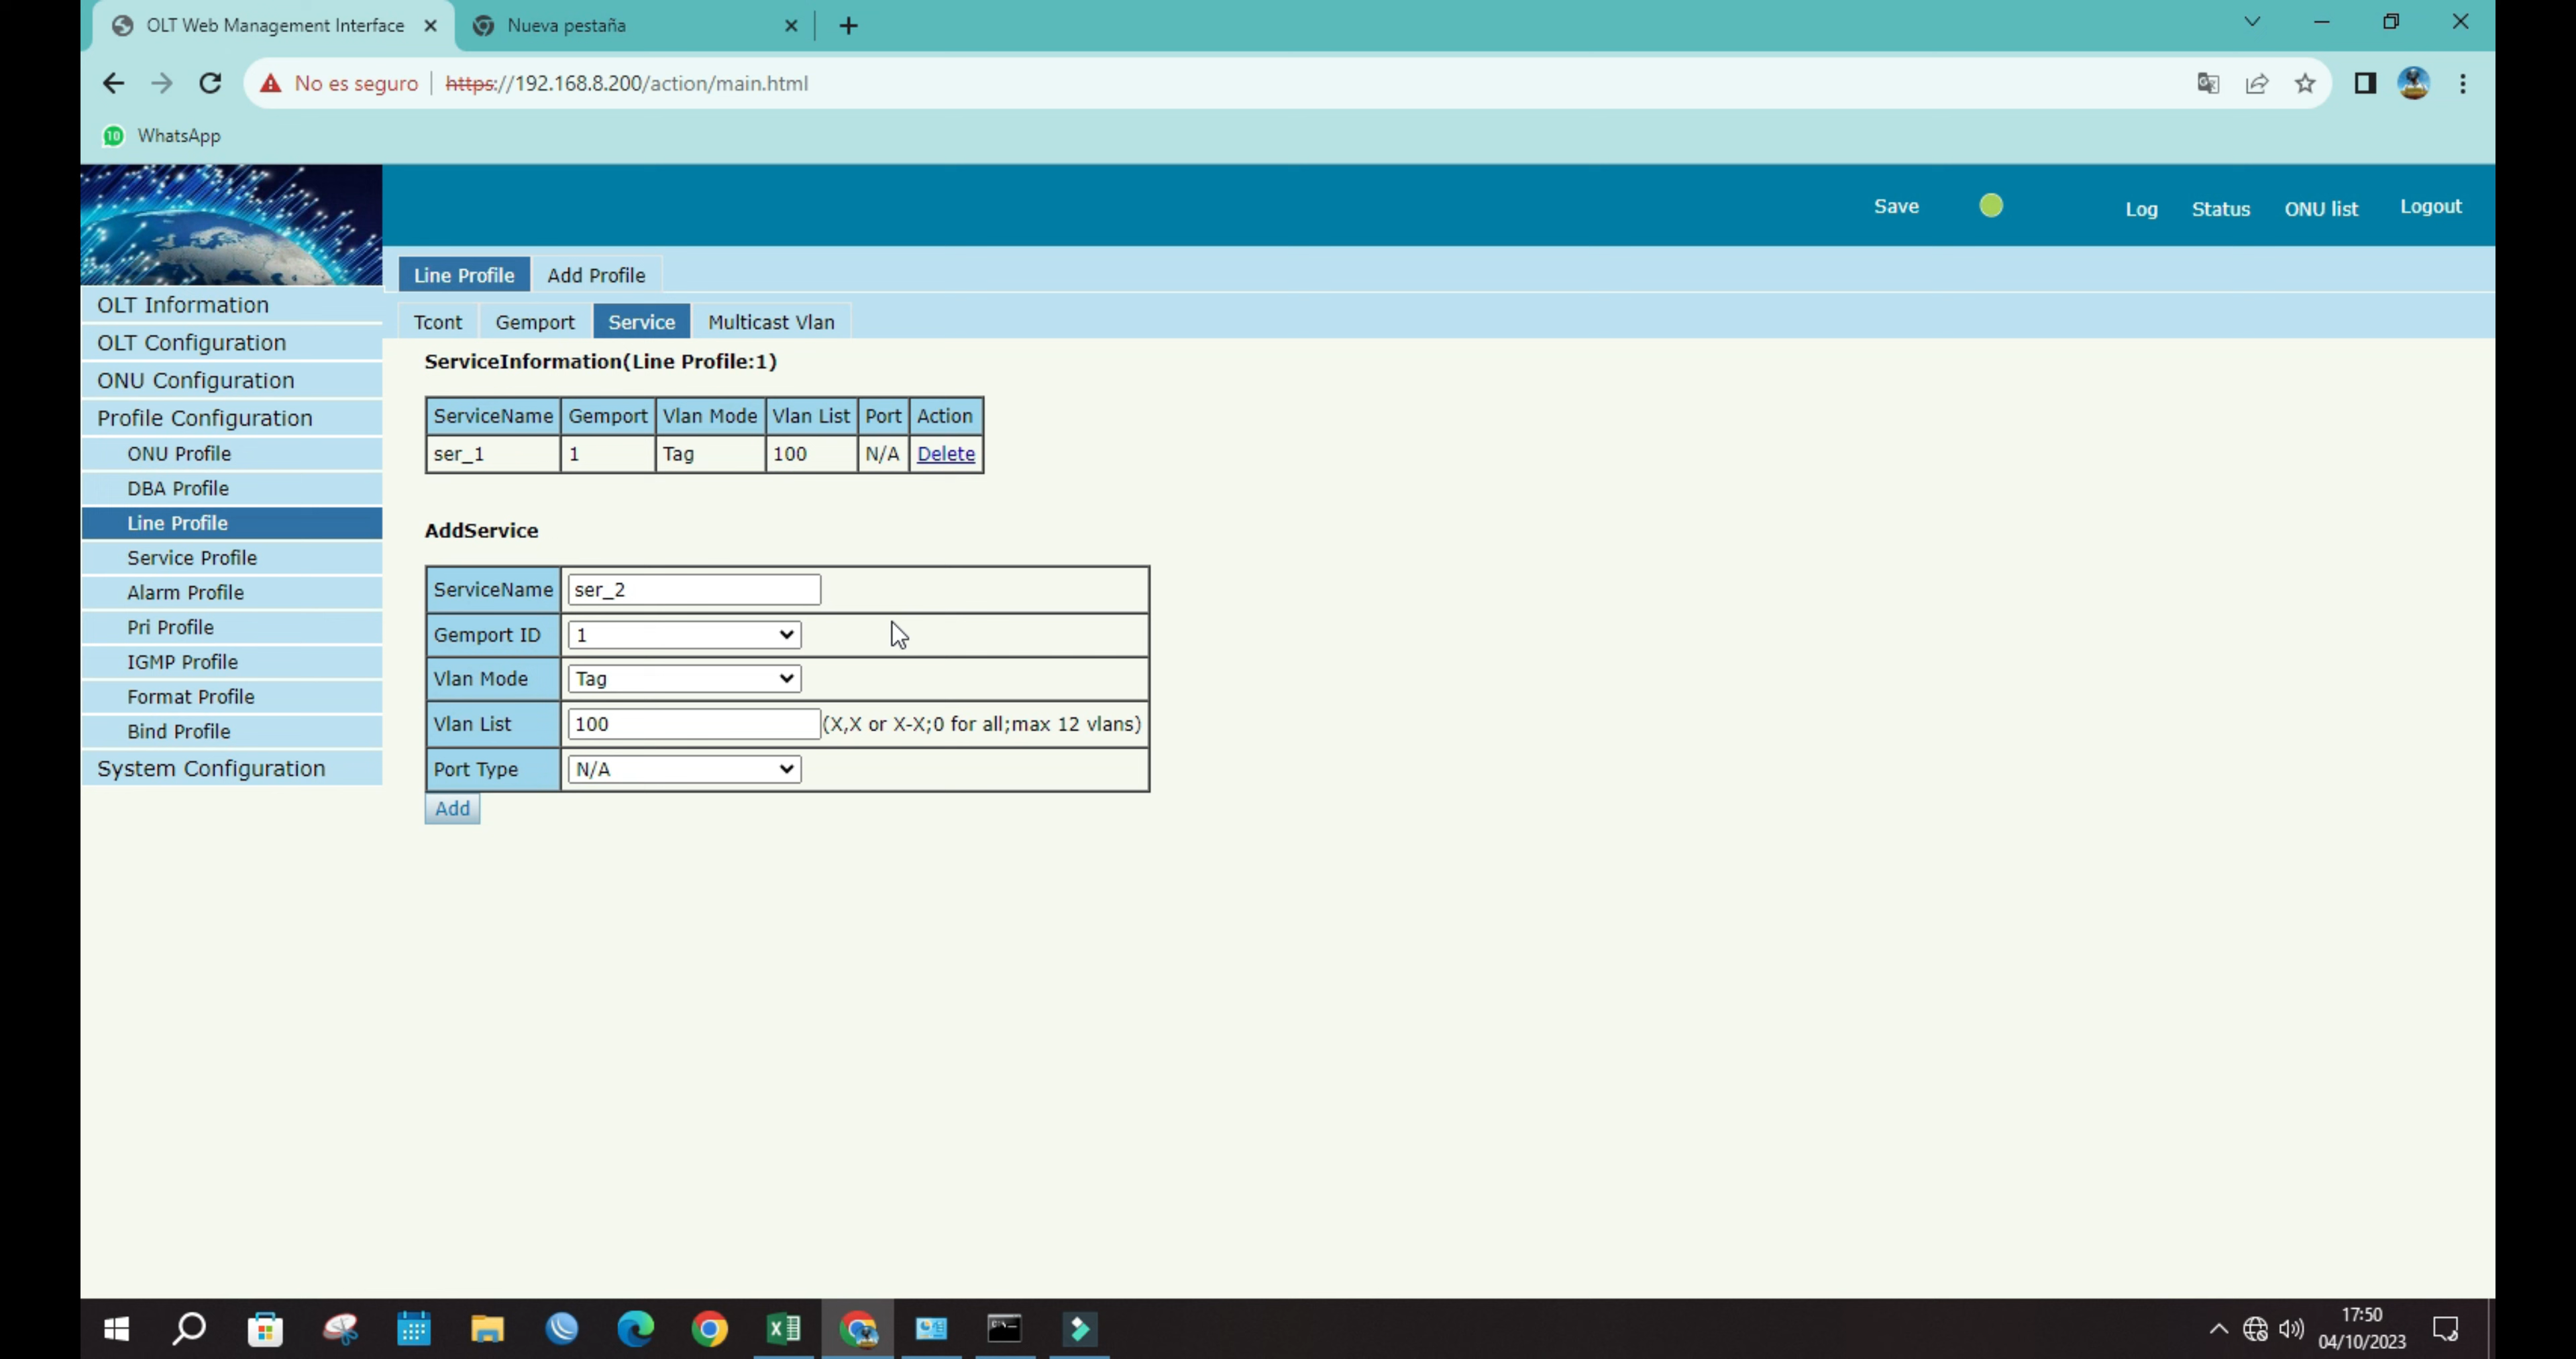 OLT Web Management Interface
Nueva pestaña
No es seguro https://192.168.8.200/action/main.html
10 WhatsApp
Save Log Status ONU list Logout
Line Profile Add Profile
Tcont Gemport Service Multicast Vlan
OLT Information
OLT Configuration
ONU Configuration
Profile Configuration
ONU Profile
DBA Profile
Line Profile
Service Profile
Alarm Profile
Pri Profile
IGMP Profile
Format Profile
Bind Profile
System Configuration
ServiceInformation(Line Profile:1)
ServiceName Gemport Vlan Mode Vlan List Port Action
ser_1 1 Tag 100 N/A Delete
AddService
ServiceName ser_2
Gemport ID 1
Vlan Mode Tag
Vlan List 100 (X,X or X-X;0 for all;max 12 vlans)
Port Type N/A
Add
17:50
04/10/2023